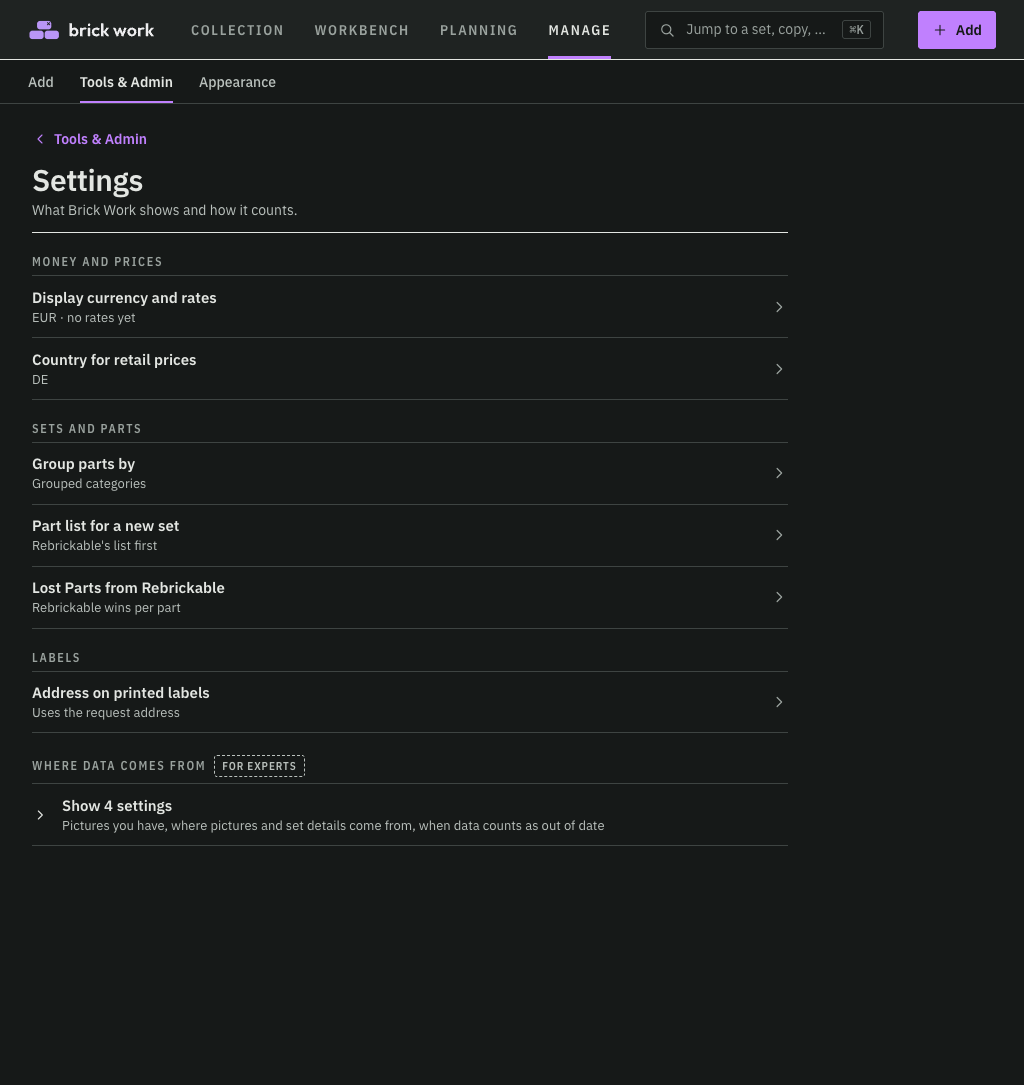 brick work
COLLECTION
WORKBENCH
PLANNING
MANAGE
Jump to a set, copy, ...
⌘K
Add
Add
Tools & Admin
Appearance
Tools & Admin
Settings
What Brick Work shows and how it counts.
MONEY AND PRICES
Display currency and rates
EUR · no rates yet
Country for retail prices
DE
SETS AND PARTS
Group parts by
Grouped categories
Part list for a new set
Rebrickable's list first
Lost Parts from Rebrickable
Rebrickable wins per part
LABELS
Address on printed labels
Uses the request address
WHERE DATA COMES FROM
FOR EXPERTS
Show 4 settings
Pictures you have, where pictures and set details come from, when data counts as out of date